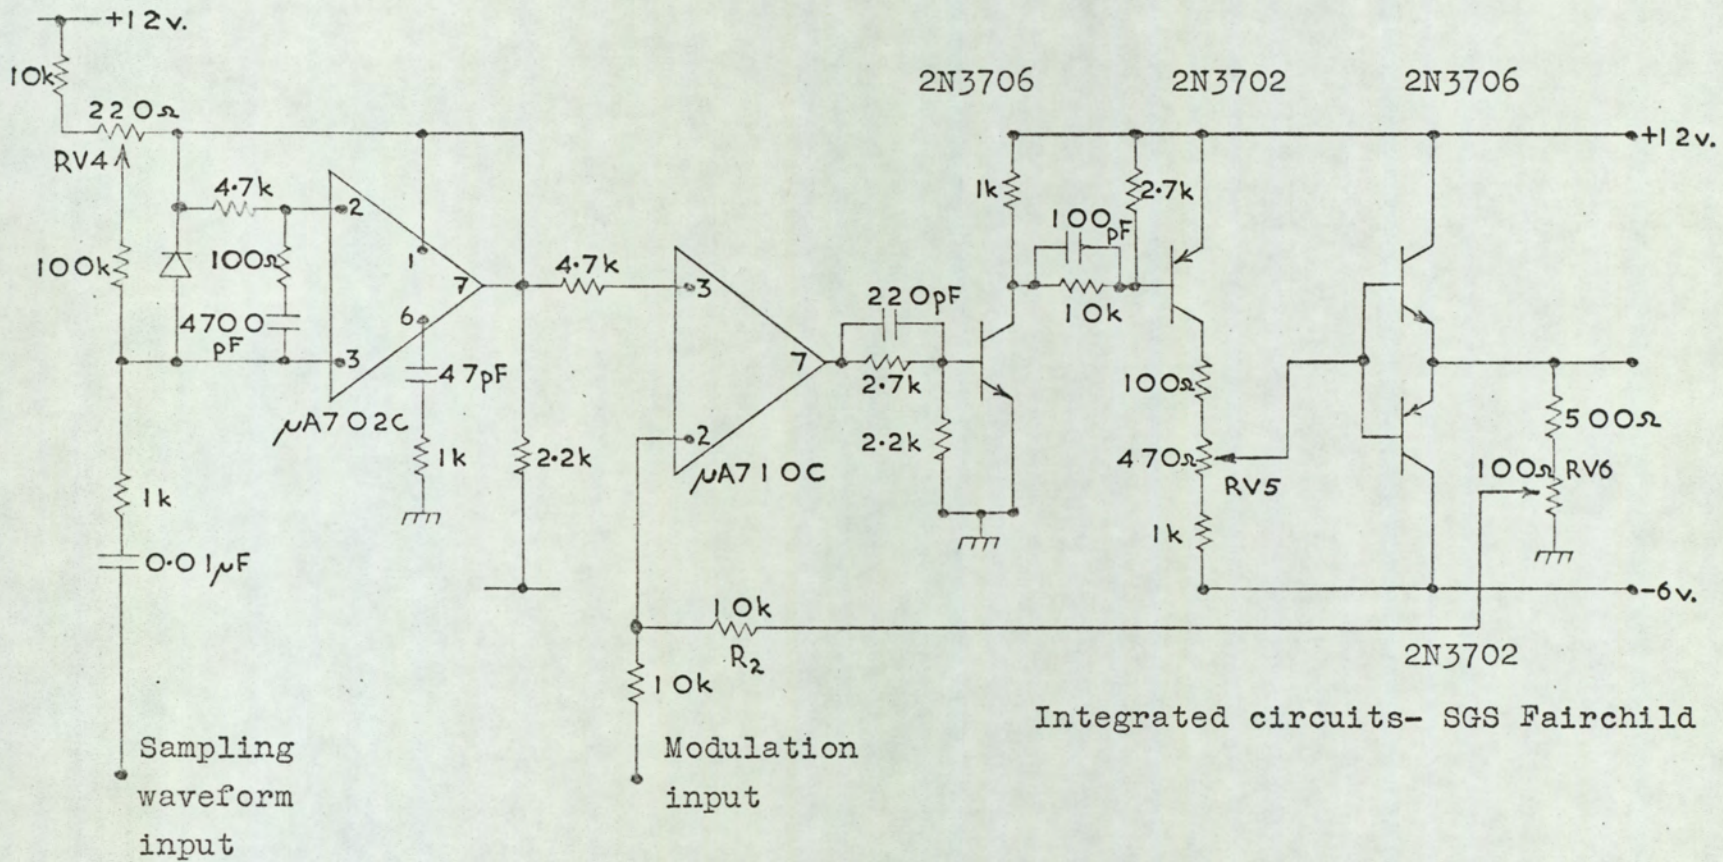 +12v.
10k
220Ω
RV4
4.7k
100k
100Ω
4700
pF
2
3
1
6
7
μA702C
47pF
1k
2.2k
1k
0.01μF
Sampling
waveform
input
4.7k
3
2
7
μA710C
10k
R2
10k
Modulation
input
220pF
2.7k
2.2k
2N3706
2N3702
2N3706
1k
100
pF
10k
2.7k
100Ω
470Ω
RV5
1k
+12v.
500Ω
100Ω RV6
-6v.
2N3702
Integrated circuits- SGS Fairchild